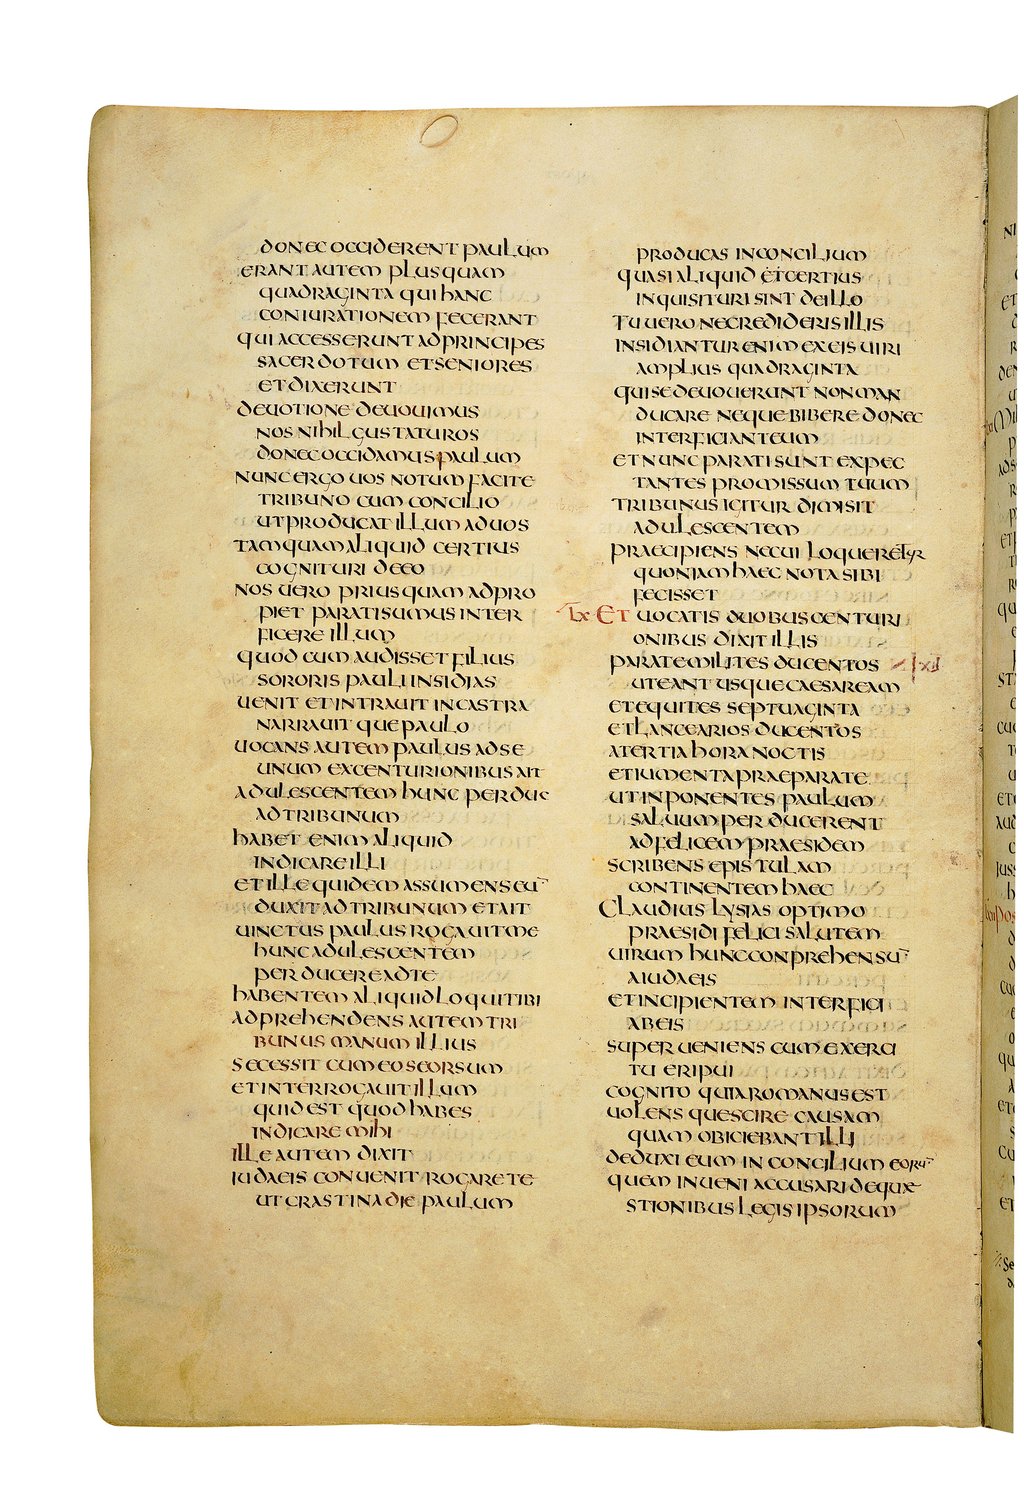 donec occiderent paulum
erant autem plus quam
quadraginta qui hanc
coniurationem fecerant
qui accesserunt ad principes
sacerdotum et seniores
et dixerunt
devotione devovimus
nos nihil gustaturos
donec occidamus paulum
nunc ergo uos notum facite
tribuno cum concilio
ut producat illum ad uos
tamquam aliquid certius
cognituri de eo
nos uero prius quam adpro
piet parati sumus inter
ficere illum
quod cum audisset filius
sororis pauli insidias
uenit et intrauit in castra
narrauit que paulo
uocans autem paulus ad se
unum ex centurionibus ait
adulescentem hunc perduc
ad tribunum
habet enim aliquid
indicare illi
et ille quidem assumens eū
duxit ad tribunum et ait
uinctus paulus rogauit me
hunc adulescentem
perducere ad te
habentem aliquid loqui tibi
adprehendens autem tri
bunus manum illius
secessit cum eo seorsum
et interrogauit illum
quid est quod habes
indicare mihi
ille autem dixit
iudaeis conuenit rogare te
ut crastina die paulum
producas in concilium
quasi aliquid certius
inquisituri sint de illo
tu uero ne credideris illis
insidiantur enim ex eis uiri
amplius quadraginta
qui se deuouerunt non man
ducare neque bibere donec
interficiant eum
et nunc parati sunt expec
tantes promissum tuum
tribunus igitur dimisit
adulescentem
praecipiens ne cui loqueretur
quoniam haec nota sibi
fecisset
lx Et uocatis duobus centuri
onibus dixit illis
parate milites ducentos
ut eant usque caesaream
et equites septuaginta
et lancearios ducentos
a tertia hora noctis
et iumenta praeparate
ut inponentes paulum
saluum perducerent
ad felicem praesidem
scribens epistulam
continentem haec
Claudius lysias optimo
praesidi felici salutem
uirum hunc conprehensū
a iudaeis
et incipientem interfici
ab eis
superueniens cum exerci
tu eripui
cognito quia romanus est
uolens que scire causam
quam obiciebant illi
deduxi eum in concilium eorū
quem inueni accusari de quae
stionibus legis ipsorum